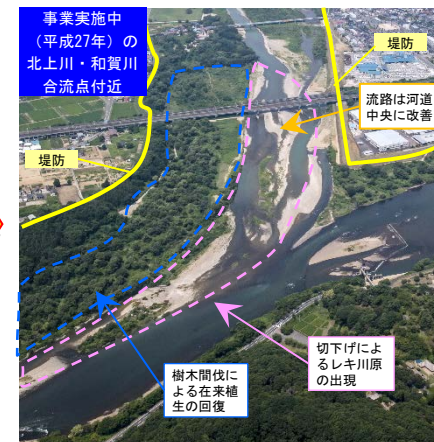 事業実施中
（平成27年）の
北上川・和賀川
合流点付近
堤防
流路は河道
中央に改善
堤防
切下げによ
るレキ川原
の出現
樹木間伐に
よる在来植
生の回復